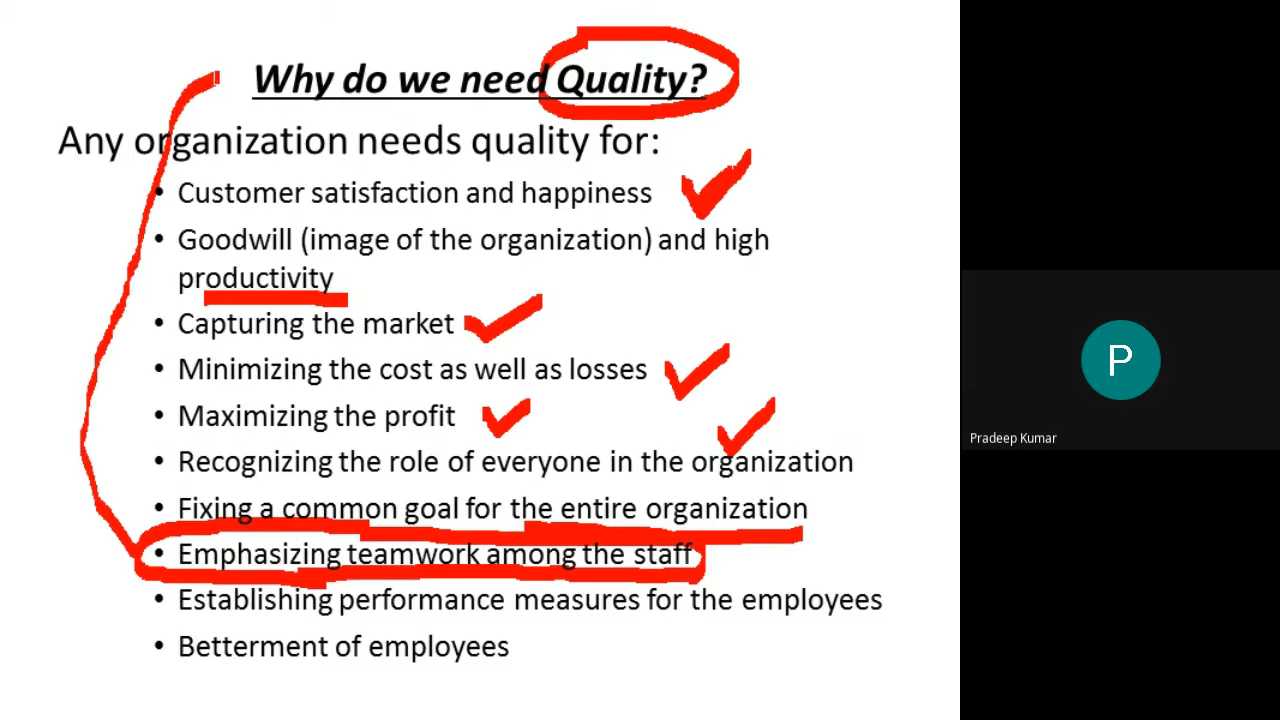 Why do we need Quality?
Any organization needs quality for:
• Customer satisfaction and happiness
• Goodwill (image of the organization) and high
productivity
• Capturing the market
• Minimizing the cost as well as losses
• Maximizing the profit
• Recognizing the role of everyone in the organization
• Fixing a common goal for the entire organization
• Emphasizing teamwork among the staff
• Establishing performance measures for the employees
• Betterment of employees
P
Pradeep Kumar